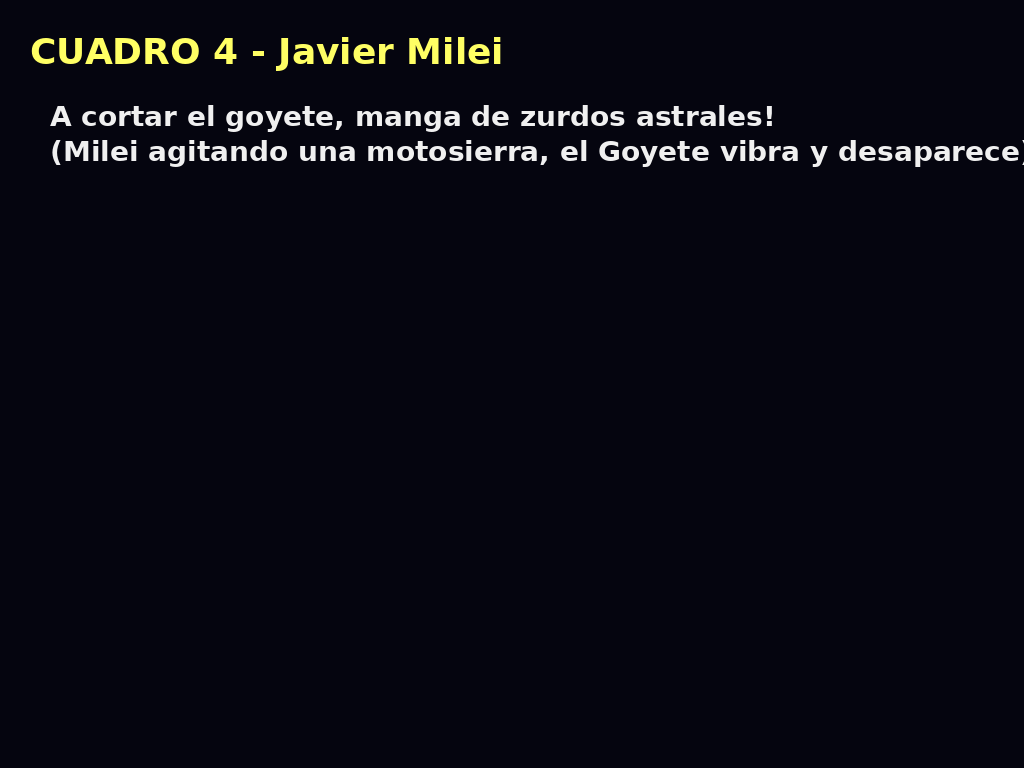 CUADRO 4 - Javier Milei
A cortar el goyete, manga de zurdos astrales!
(Milei agitando una motosierra, el Goyete vibra y desaparece)